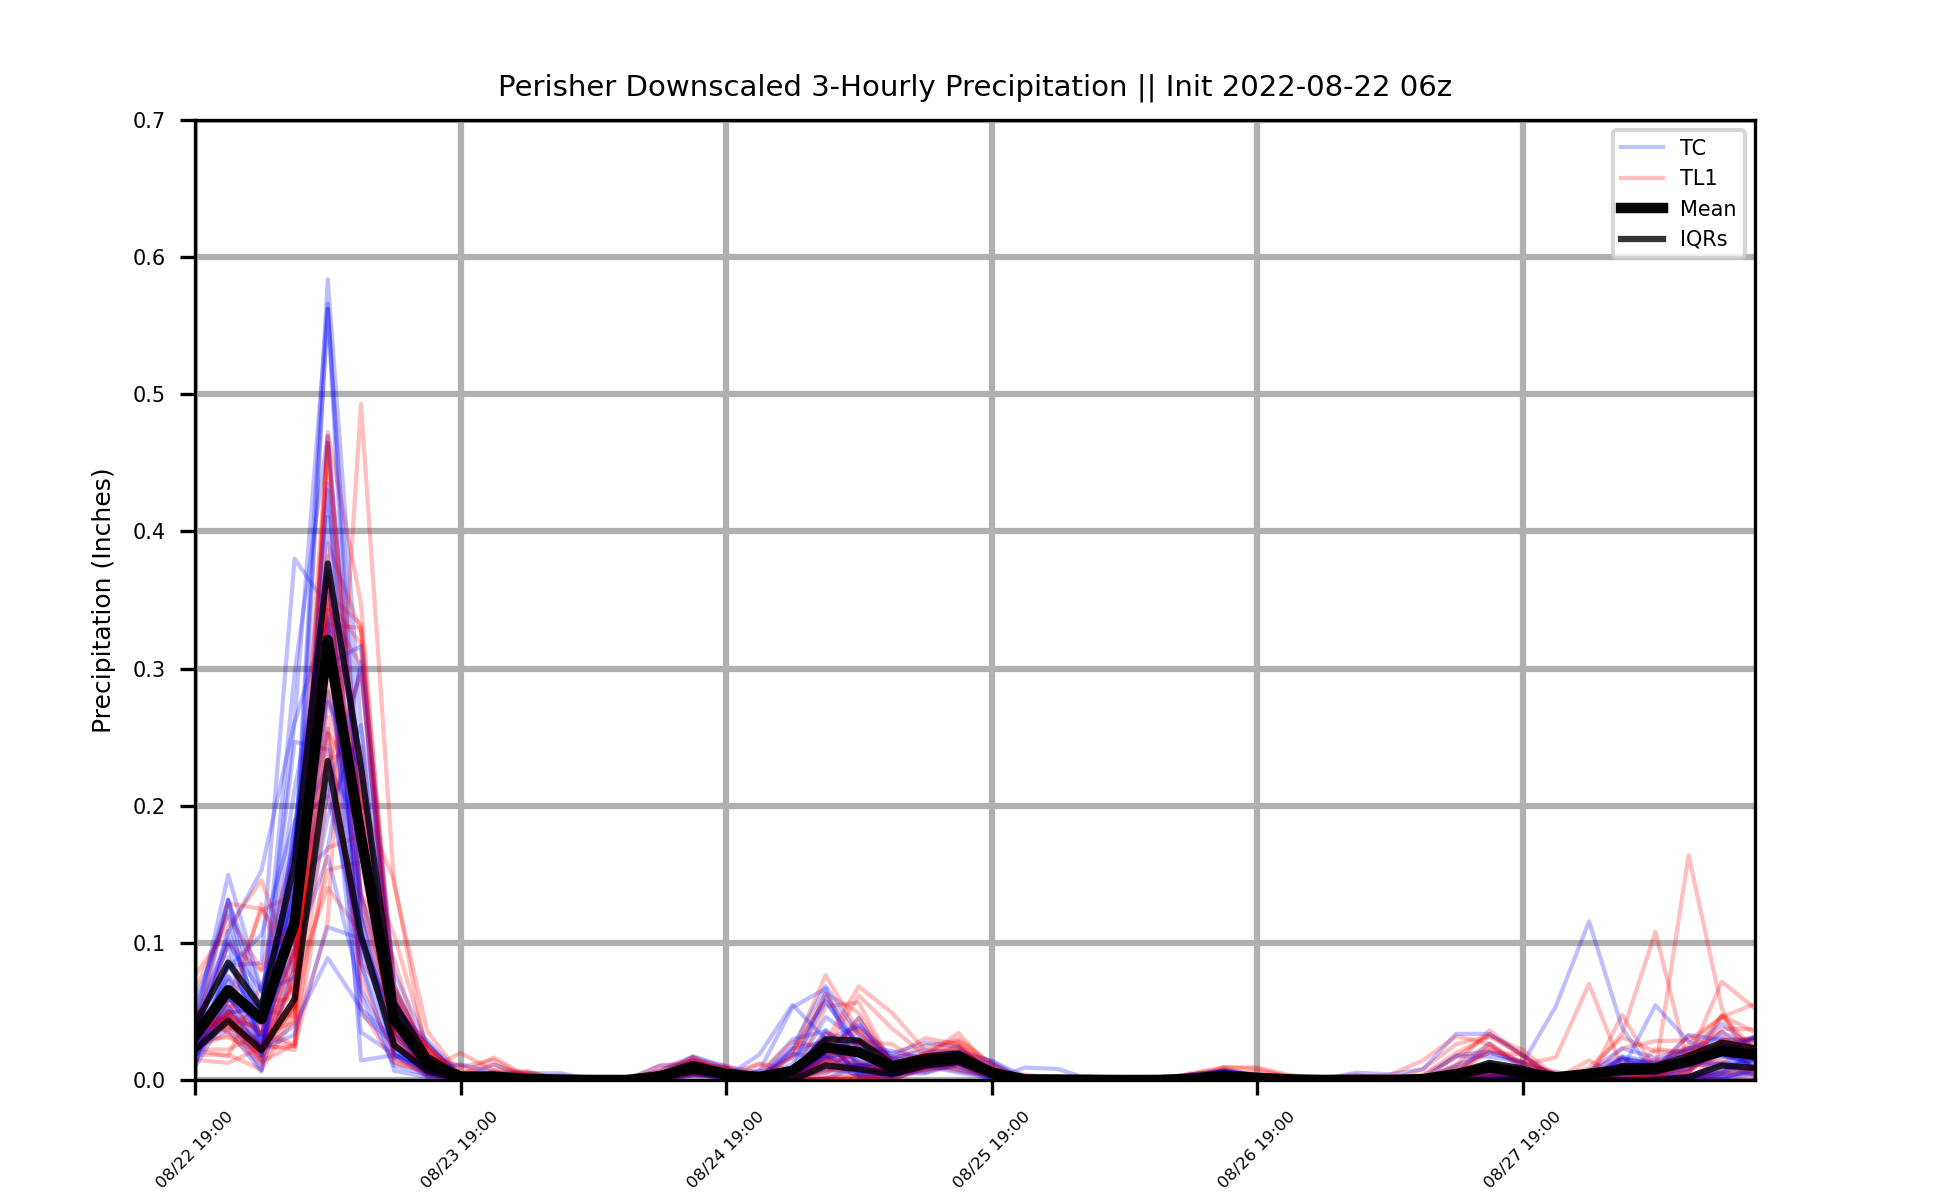 Perisher Downscaled 3-Hourly Precipitation || Init 2022-08-22 06z
TC
TL1
Mean
IQRs
Precipitation (Inches)
0.7
0.6
0.5
0.4
0.3
0.2
0.1
0.0
08/22 19:00
08/23 19:00
08/24 19:00
08/25 19:00
08/26 19:00
08/27 19:00